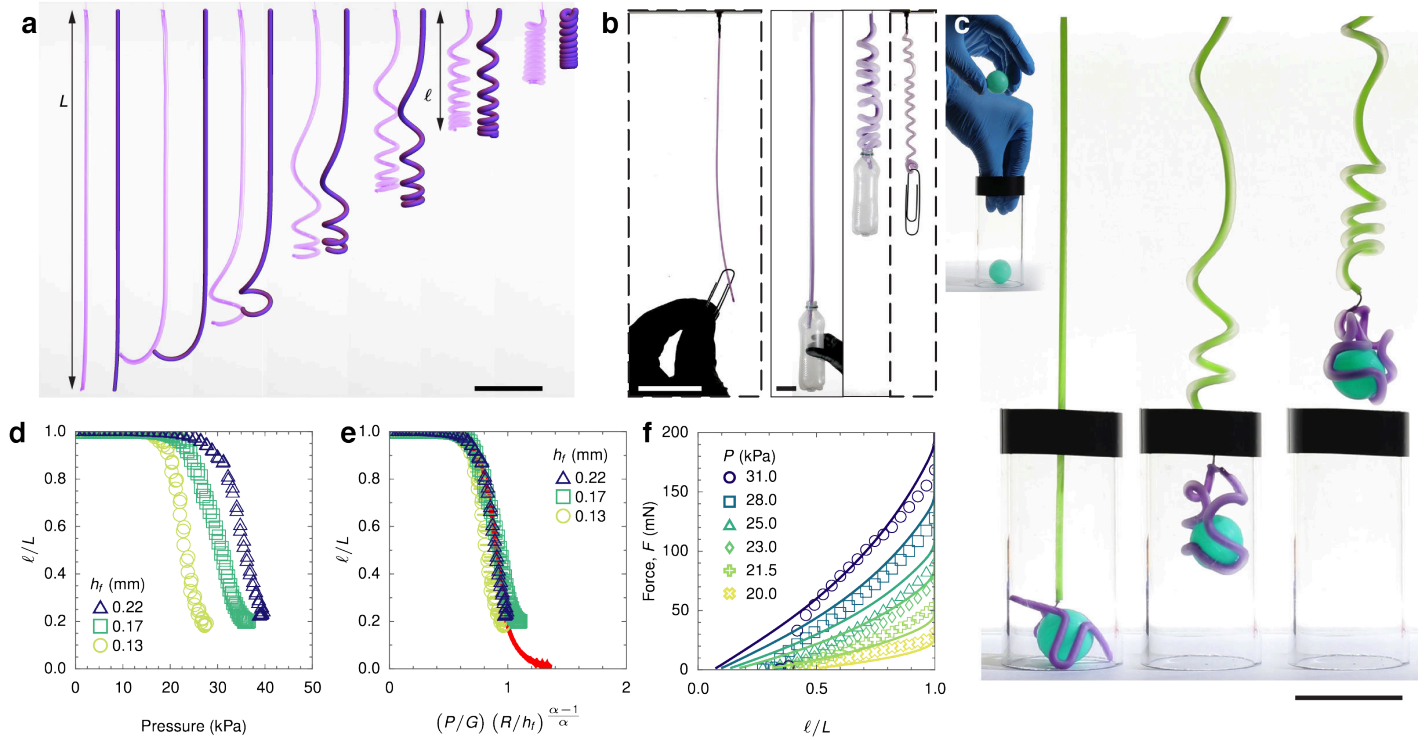 a
L
ℓ
b
c
d
1.0
0.8
0.6
0.4
0.2
0.0
ℓ/L
h_f (mm)
0.22
0.17
0.13
0 10 20 30 40 50
Pressure (kPa)
e
1.0
0.8
0.6
0.4
0.2
0.0
ℓ/L
h_f (mm)
0.22
0.17
0.13
0 1 2
(P/G) (R/h_f)^{(α−1)/α}
f
200
150
100
50
0
Force, F (mN)
P (kPa)
31.0
28.0
25.0
23.0
21.5
20.0
0.0 0.5 1.0
ℓ/L